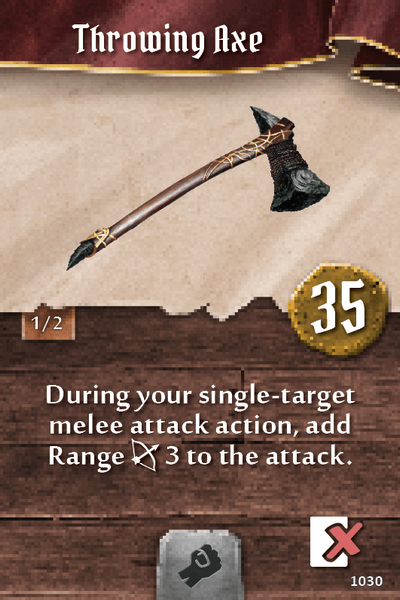 Throwing Axe
35
1/2
During your single-target
melee attack action, add
Range 3 to the attack.
1030